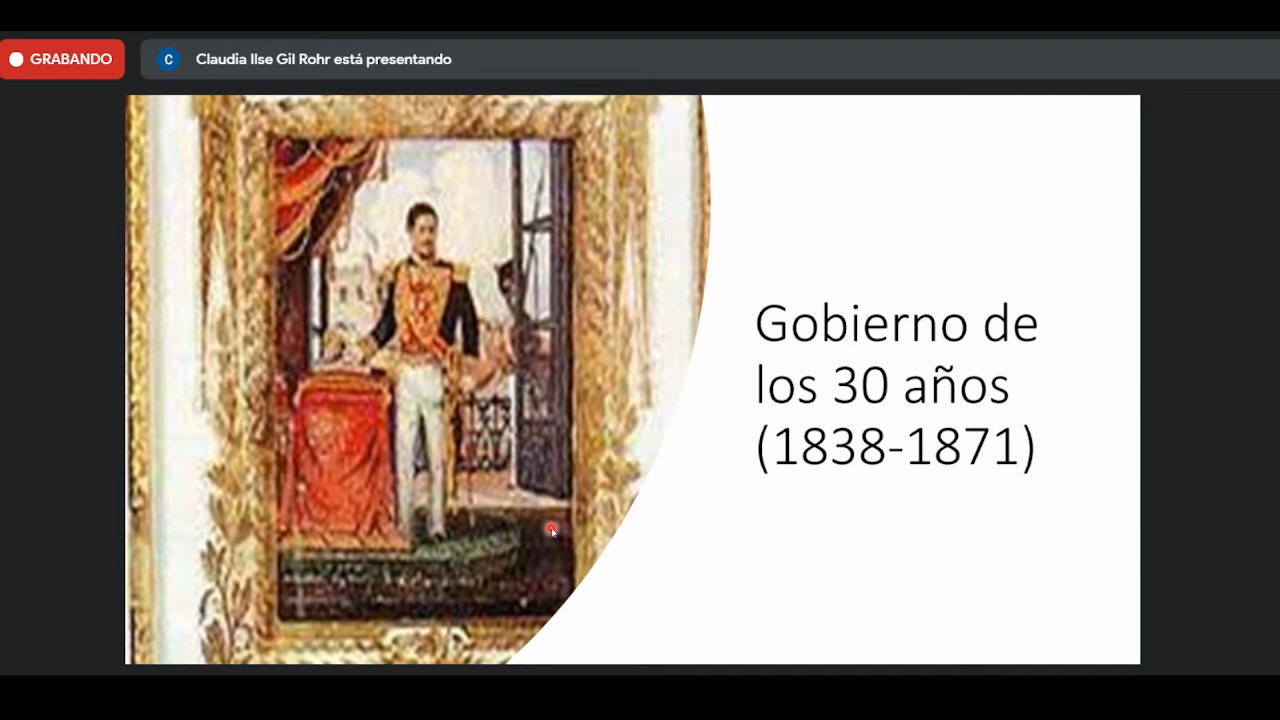 GRABANDO
C
Claudia Ilse Gil Rohr está presentando
Gobierno de
los 30 años
(1838-1871)